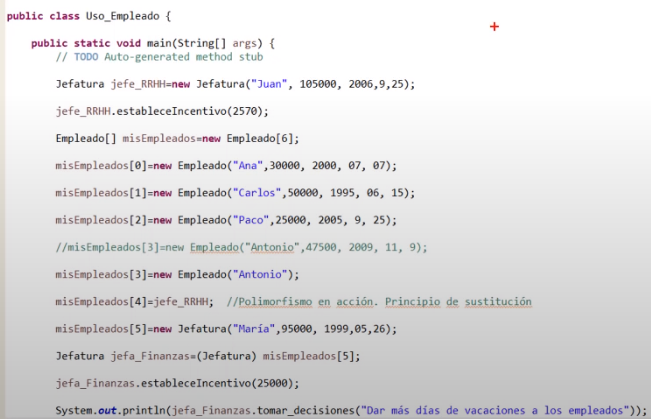 public class Uso_Empleado {
public static void main(String[] args) {
// TODO Auto-generated method stub
Jefatura jefe_RRHH=new Jefatura("Juan", 105000, 2006,9,25);
jefe_RRHH.estableceIncentivo(2570);
Empleado[] misEmpleados=new Empleado[6];
misEmpleados[0]=new Empleado("Ana",30000, 2000, 07, 07);
misEmpleados[1]=new Empleado("Carlos",50000, 1995, 06, 15);
misEmpleados[2]=new Empleado("Paco",25000, 2005, 9, 25);
//misEmpleados[3]=new Empleado("Antonio",47500, 2009, 11, 9);
misEmpleados[3]=new Empleado("Antonio");
misEmpleados[4]=jefe_RRHH;  //Polimorfismo en acción. Principio de sustitución
misEmpleados[5]=new Jefatura("María",95000, 1999,05,26);
Jefatura jefa_Finanzas=(Jefatura) misEmpleados[5];
jefa_Finanzas.estableceIncentivo(25000);
System.out.println(jefa_Finanzas.tomar_decisiones("Dar más días de vacaciones a los empleados"));